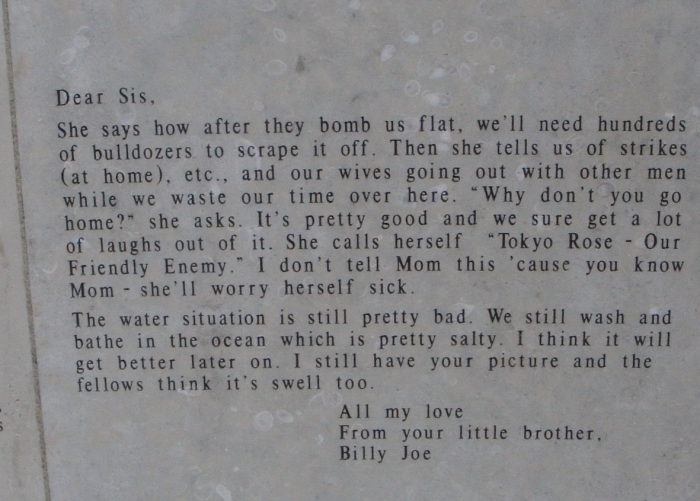 Dear Sis,
She says how after they bomb us flat, we'll need hundreds
of bulldozers to scrape it off. Then she tells us of strikes
(at home), etc., and our wives going out with other men
while we waste our time over here. "Why don't you go
home?" she asks. It's pretty good and we sure get a lot
of laughs out of it. She calls herself "Tokyo Rose - Our
Friendly Enemy." I don't tell Mom this 'cause you know
Mom - she'll worry herself sick.
The water situation is still pretty bad. We still wash and
bathe in the ocean which is pretty salty. I think it will
get better later on. I still have your picture and the
fellows think it's swell too.
All my love
From your little brother,
Billy Joe